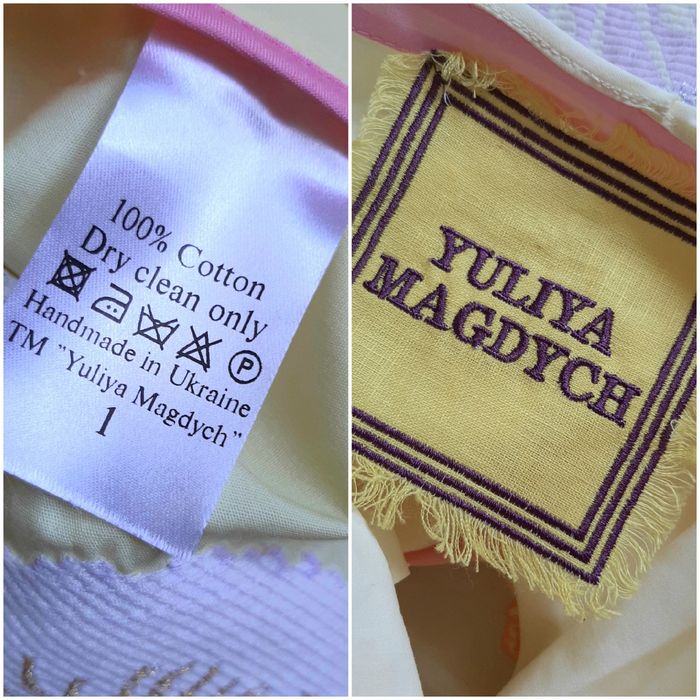 100% Cotton
Dry clean only
P
Handmade in Ukraine
TM "Yuliya Magdych"
1
YULIYA
MAGDYCH